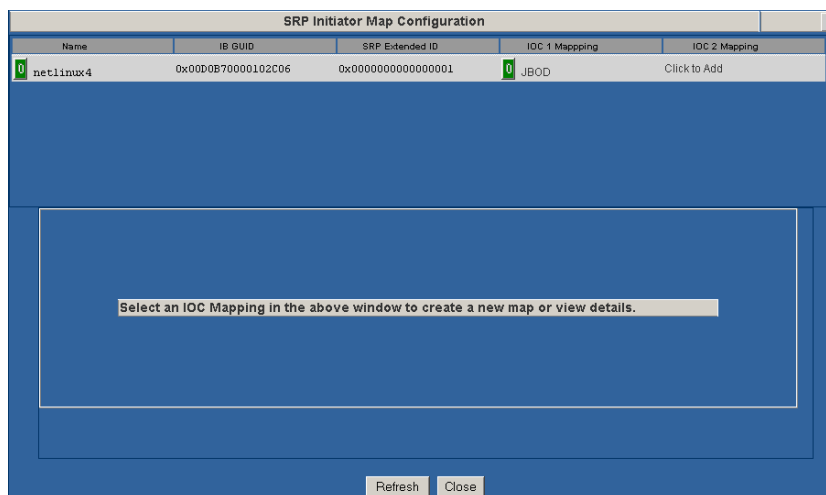 SRP Initiator Map Configuration
Name IB GUID SRP Extended ID IOC 1 Mappping IOC 2 Mapping
0 netlinux4 0x00D0B70000102C06 0x0000000000000001 0 JBOD Click to Add
Select an IOC Mapping in the above window to create a new map or view details.
Refresh Close